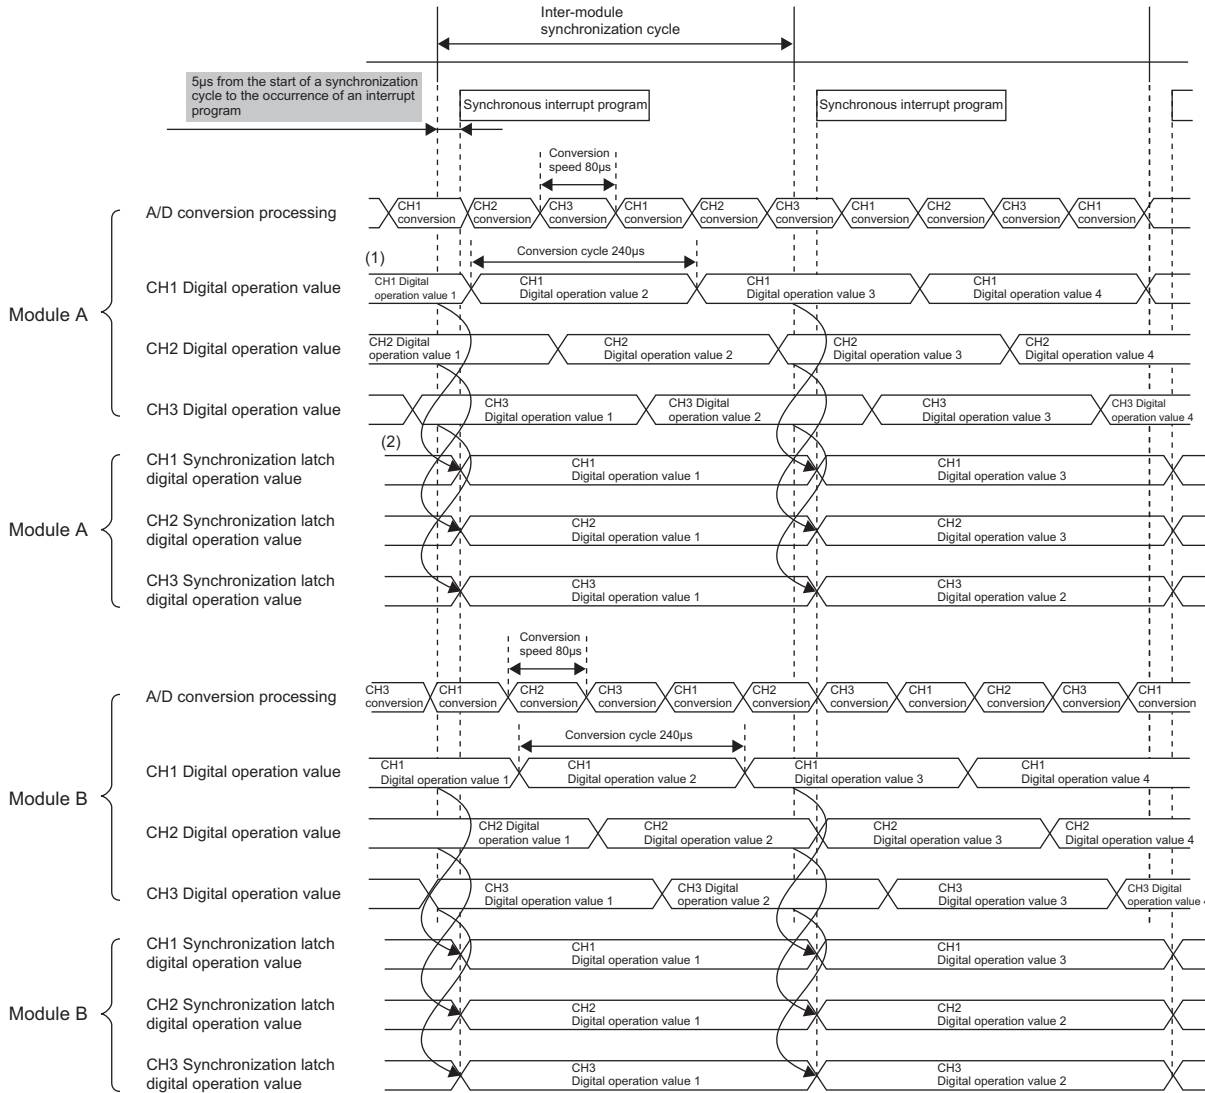 Inter-module
synchronization cycle
5µs from the start of a synchronization
cycle to the occurrence of an interrupt
program
Synchronous interrupt program
Synchronous interrupt program
Conversion
speed 80µs
Module A
A/D conversion processing
CH1
conversion
CH2
conversion
CH3
conversion
CH1
conversion
CH2
conversion
CH3
conversion
CH1
conversion
CH2
conversion
CH3
conversion
CH1
conversion
(1)
Conversion cycle 240µs
CH1 Digital operation value
CH1 Digital
operation value 1
CH1
Digital operation value 2
CH1
Digital operation value 3
CH1
Digital operation value 4
CH2 Digital operation value
CH2 Digital
operation value 1
CH2
Digital operation value 2
CH2
Digital operation value 3
CH2
Digital operation value 4
CH3 Digital operation value
CH3
Digital operation value 1
CH3 Digital
operation value 2
CH3
Digital operation value 3
CH3 Digital
operation value 4
(2)
Module A
CH1 Synchronization latch
digital operation value
CH1
Digital operation value 1
CH1
Digital operation value 3
CH2 Synchronization latch
digital operation value
CH2
Digital operation value 1
CH2
Digital operation value 3
CH3 Synchronization latch
digital operation value
CH3
Digital operation value 1
CH3
Digital operation value 2
Conversion
speed 80µs
Module B
A/D conversion processing
CH3
conversion
CH1
conversion
CH2
conversion
CH3
conversion
CH1
conversion
CH2
conversion
CH3
conversion
CH1
conversion
CH2
conversion
CH3
conversion
CH1
conversion
Conversion cycle 240µs
CH1 Digital operation value
CH1
Digital operation value 1
CH1
Digital operation value 2
CH1
Digital operation value 3
CH1
Digital operation value 4
CH2 Digital operation value
CH2 Digital
operation value 1
CH2
Digital operation value 2
CH2
Digital operation value 3
CH2
Digital operation value 4
CH3 Digital operation value
CH3
Digital operation value 1
CH3 Digital
operation value 2
CH3
Digital operation value 3
CH3 Digital
operation value 4
Module B
CH1 Synchronization latch
digital operation value
CH1
Digital operation value 1
CH1
Digital operation value 3
CH2 Synchronization latch
digital operation value
CH2
Digital operation value 1
CH2
Digital operation value 2
CH3 Synchronization latch
digital operation value
CH3
Digital operation value 1
CH3
Digital operation value 2